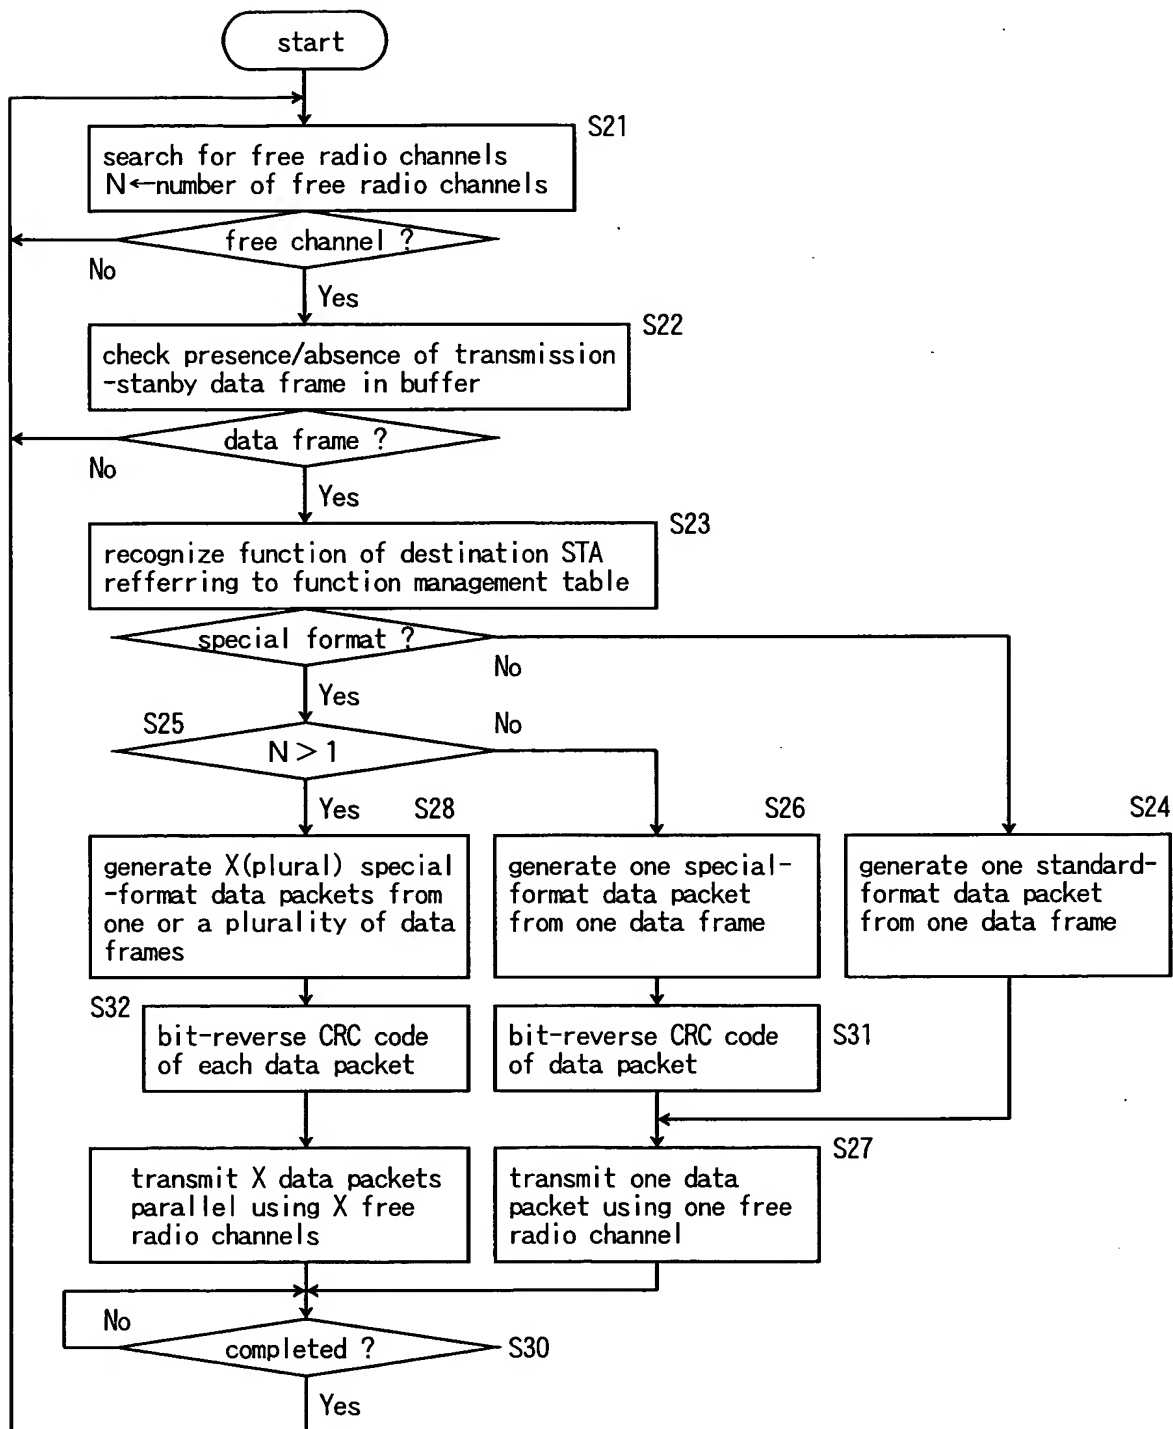 start
S21
search for free radio channels
N←number of free radio channels
free channel ?
No
Yes
S22
check presence/absence of transmission
-stanby data frame in buffer
data frame ?
No
Yes
S23
recognize function of destination STA
refferring to function management table
special format ?
No
Yes
S25
No
N > 1
Yes
S28
S26
S24
generate X(plural) special
-format data packets from
one or a plurality of data
frames
generate one special-
format data packet
from one data frame
generate one standard-
format data packet
from one data frame
S32
bit-reverse CRC code
of each data packet
bit-reverse CRC code
of data packet
S31
S27
transmit X data packets
parallel using X free
radio channels
transmit one data
packet using one free
radio channel
No
completed ?
S30
Yes